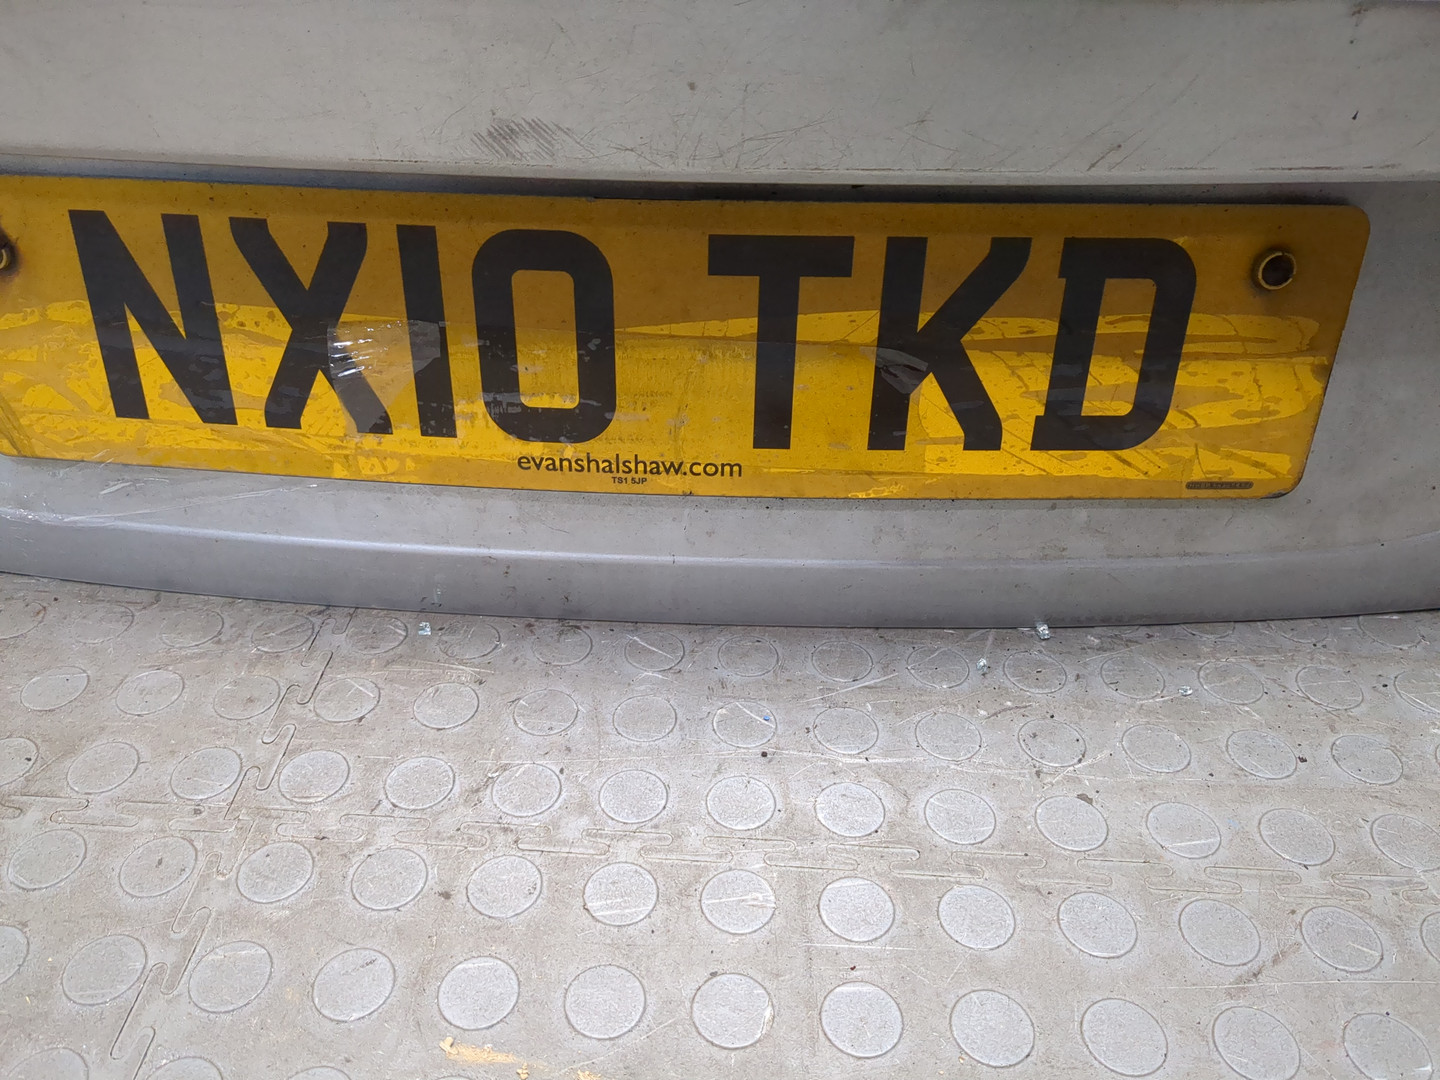 NX10 TKD
evanshalshaw.com
TS1 5JP